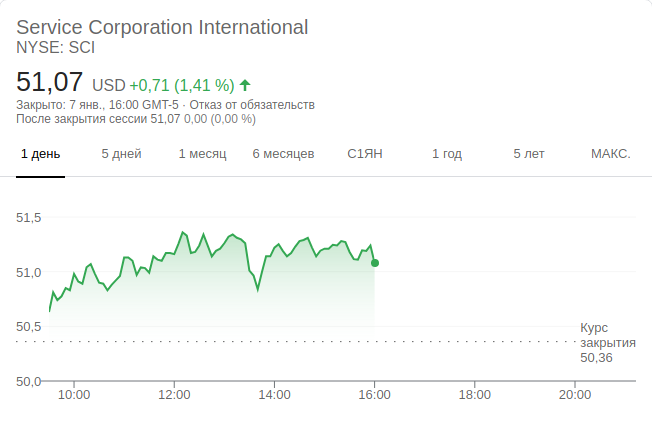 Service Corporation International
NYSE: SCI
51,07 USD +0,71 (1,41 %)
Закрыто: 7 янв., 16:00 GMT-5 · Отказ от обязательств
После закрытия сессии 51,07 0,00 (0,00 %)
1 день 5 дней 1 месяц 6 месяцев С1ЯН 1 год 5 лет МАКС.
51,5
51,0
50,5
Курс
закрытия
50,36
50,0
10:00 12:00 14:00 16:00 18:00 20:00